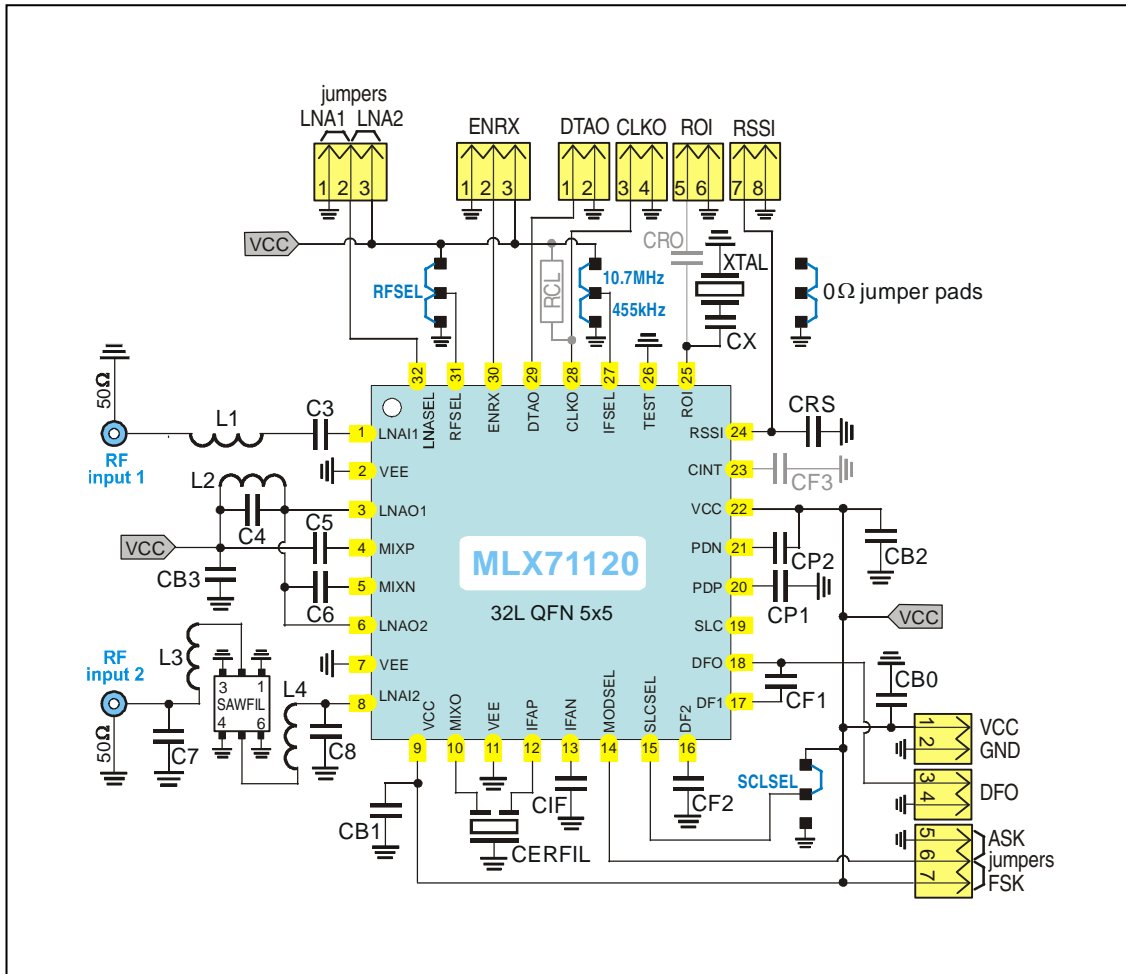 jumpers
LNA1 LNA2
ENRX
DTAO
CLKO
ROI
RSSI
1 2 3
1 2 3
1 2
3 4
5 6
7 8
VCC
CRO
XTAL
RFSEL
RCL
10.7MHz
455kHz
0Ω jumper pads
CX
32 31 30 29 28 27 26 25
LNASEL RFSEL ENRX DTAO CLKO IFSEL TEST ROI
50Ω
L1
C3
RF
input 1
1 LNAI1
2 VEE
3 LNAO1
4 MIXP
5 MIXN
6 LNAO2
7 VEE
8 LNAI2
L2
C4
C5
VCC
CB3
C6
RSSI 24
CINT 23
VCC 22
PDN 21
PDP 20
SLC 19
DFO 18
DF1 17
CRS
CF3
CP2
CB2
CP1
VCC
MLX71120
32L QFN 5x5
RF
input 2
L3
3 1
SAWFIL
4 6
L4
50Ω
C7
C8
CF1
CB0
VCC MIXO VEE IFAP IFAN MODSEL SLCSEL DF2
9 10 11 12 13 14 15 16
CB1
CERFIL
CIF
CF2
SCLSEL
1 VCC
2 GND
3
4
DFO
5 ASK
6 jumpers
7 FSK